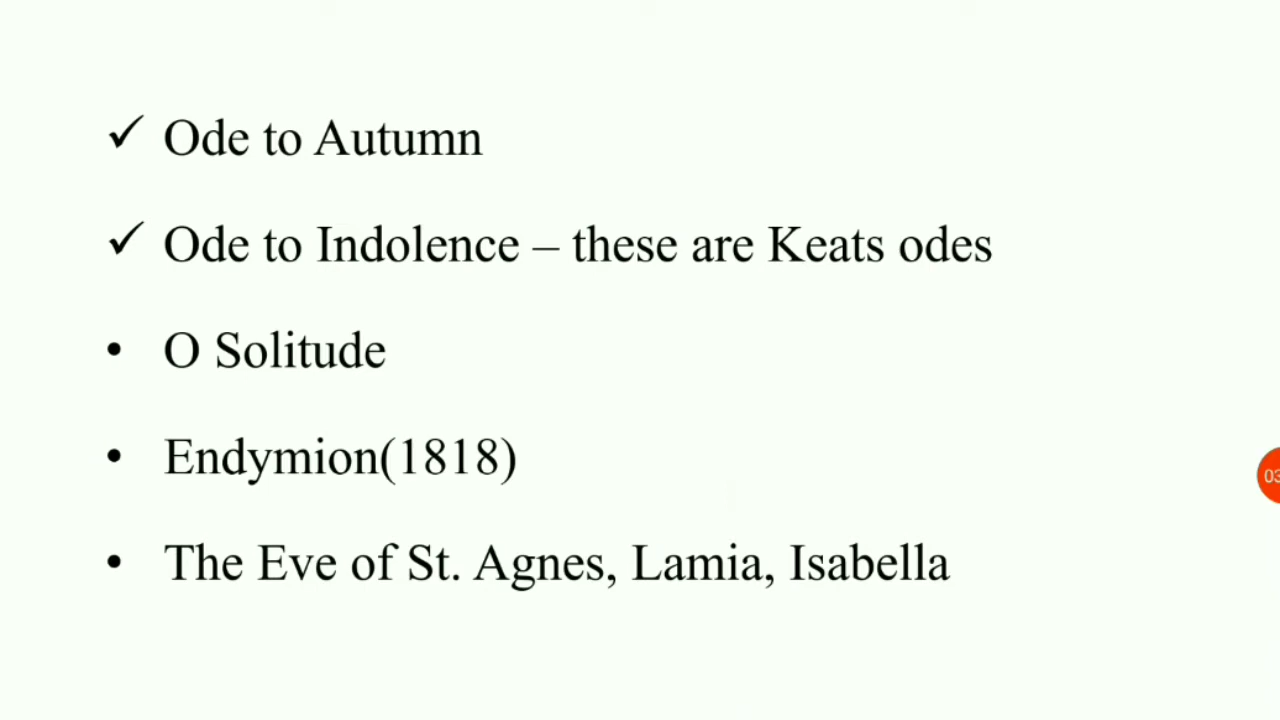 ✓ Ode to Autumn
✓ Ode to Indolence – these are Keats odes
• O Solitude
• Endymion(1818)
• The Eve of St. Agnes, Lamia, Isabella
03